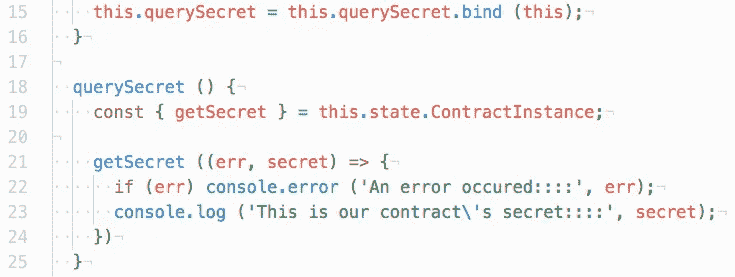 15 this.querySecret = this.querySecret.bind (this);
16 }
17
18 querySecret () {
19 const { getSecret } = this.state.ContractInstance;
20
21 getSecret ((err, secret) => {
22 if (err) console.error ('An error occured::::', err);
23 console.log ('This is our contract\'s secret::::', secret);
24 })
25 }